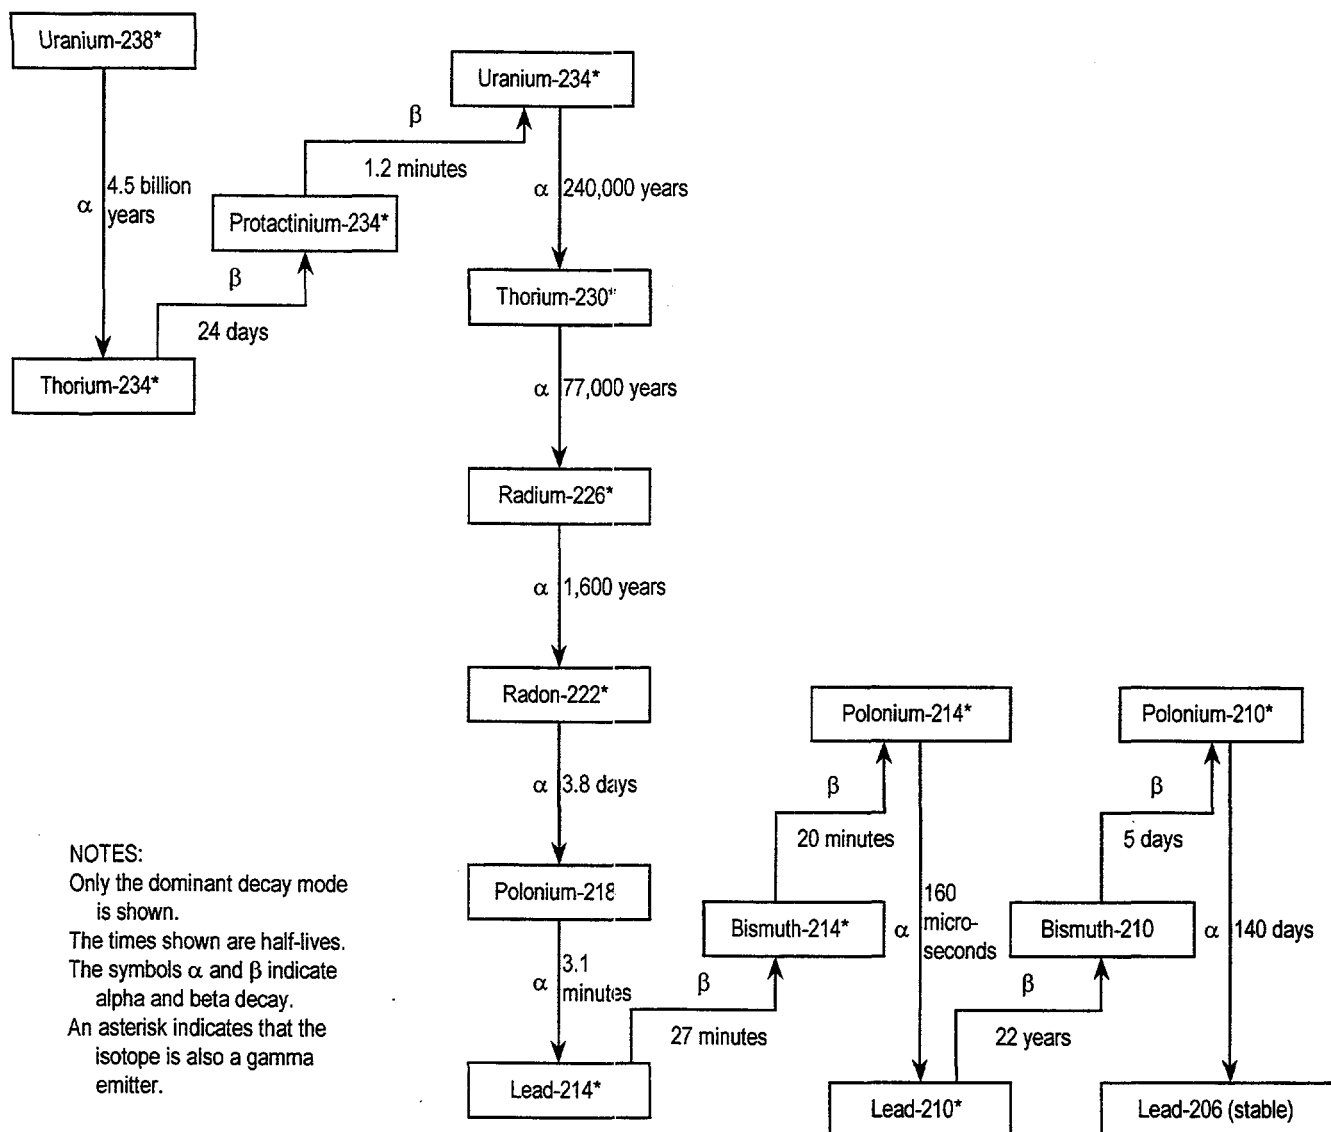 Uranium-238*
Uranium-234*
β
1.2 minutes
α
4.5 billion
years
α
240,000 years
Protactinium-234*
β
24 days
Thorium-230*
Thorium-234*
α
77,000 years
Radium-226*
α
1,600 years
Radon-222*
Polonium-214*
Polonium-210*
α
3.8 days
β
20 minutes
β
5 days
NOTES:
Only the dominant decay mode
is shown.
The times shown are half-lives.
The symbols α and β indicate
alpha and beta decay.
An asterisk indicates that the
isotope is also a gamma
emitter.
Polonium-218
Bismuth-214*
α
160
micro-
seconds
Bismuth-210
α
140 days
α
3.1
minutes
β
27 minutes
β
22 years
Lead-214*
Lead-210*
Lead-206 (stable)